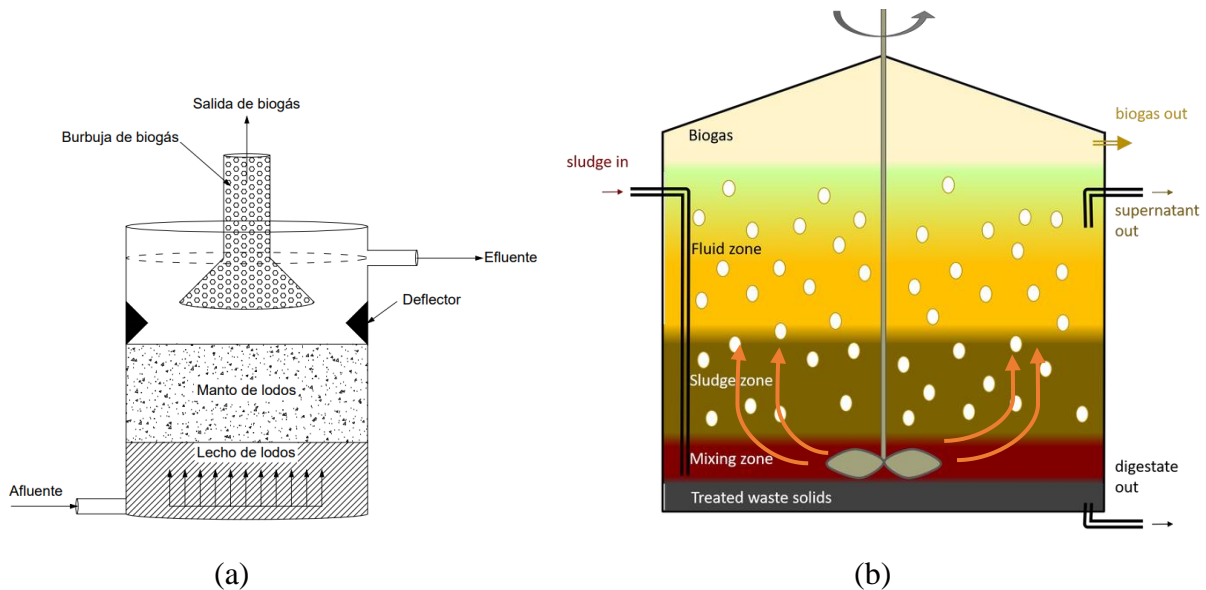 Salida de biogás
Burbuja de biogás
Efluente
Deflector
Manto de lodos
Lecho de lodos
Afluente
(a)
Biogas
biogas out
sludge in
supernatant
out
Fluid zone
Sludge zone
Mixing zone
digestate
out
Treated waste solids
(b)